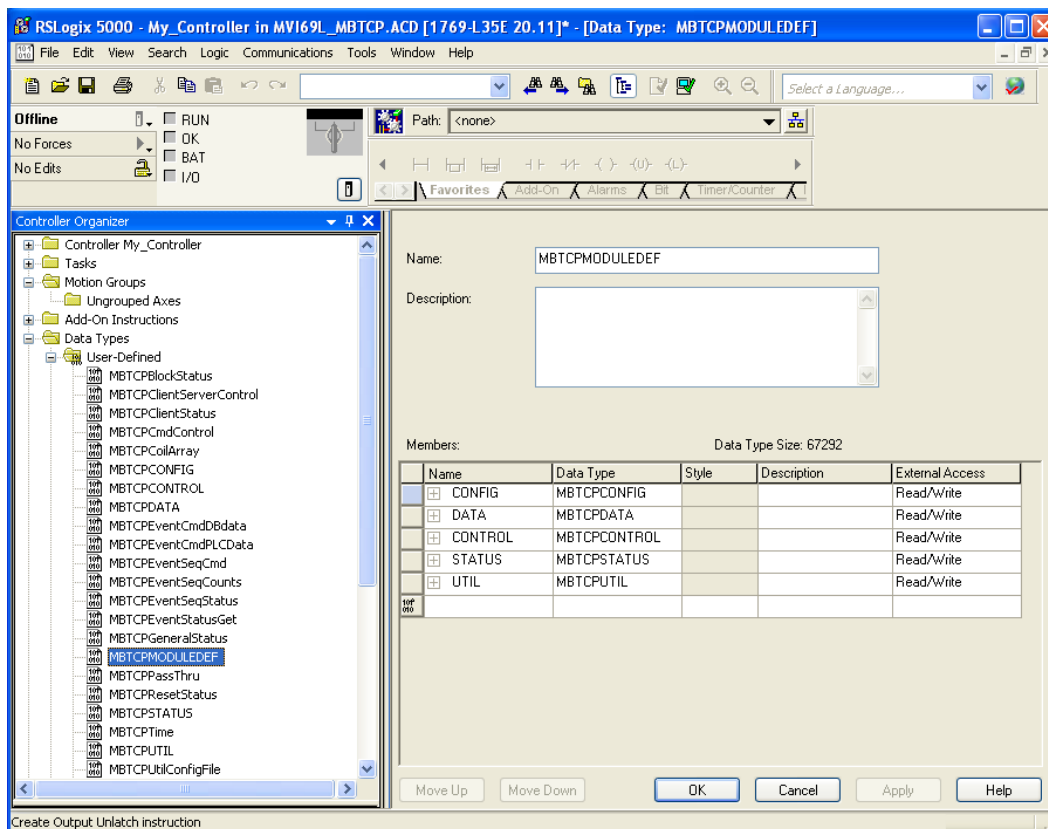 RSLogix 5000 - My_Controller in MVI69L_MBTCP.ACD [1769-L35E 20.11]* - [Data Type: MBTCPMODULEDEF]
File Edit View Search Logic Communications Tools Window Help
Select a Language...
Offline
RUN
No Forces
OK
No Edits
BAT
I/O
Path: <none>
Favorites Add-On Alarms Bit Timer/Counter
Controller Organizer
Controller My_Controller
Tasks
Motion Groups
Ungrouped Axes
Add-On Instructions
Data Types
User-Defined
MBTCPBlockStatus
MBTCPClientServerControl
MBTCPClientStatus
MBTCPCmdControl
MBTCPCoilArray
MBTCPCONFIG
MBTCPCONTROL
MBTCPDATA
MBTCPEventCmdDBdata
MBTCPEventCmdPLCData
MBTCPEventSeqCmd
MBTCPEventSeqCounts
MBTCPEventSeqStatus
MBTCPEventStatusGet
MBTCPGeneralStatus
MBTCPMODULEDEF
MBTCPPassThru
MBTCPResetStatus
MBTCPSTATUS
MBTCPTime
MBTCPUTIL
MBTCPUtilConfigFile
Name: MBTCPMODULEDEF
Description:
Members: Data Type Size: 67292
Name Data Type Style Description External Access
CONFIG MBTCPCONFIG Read/Write
DATA MBTCPDATA Read/Write
CONTROL MBTCPCONTROL Read/Write
STATUS MBTCPSTATUS Read/Write
UTIL MBTCPUTIL Read/Write
Move Up Move Down OK Cancel Apply Help
Create Output Unlatch instruction